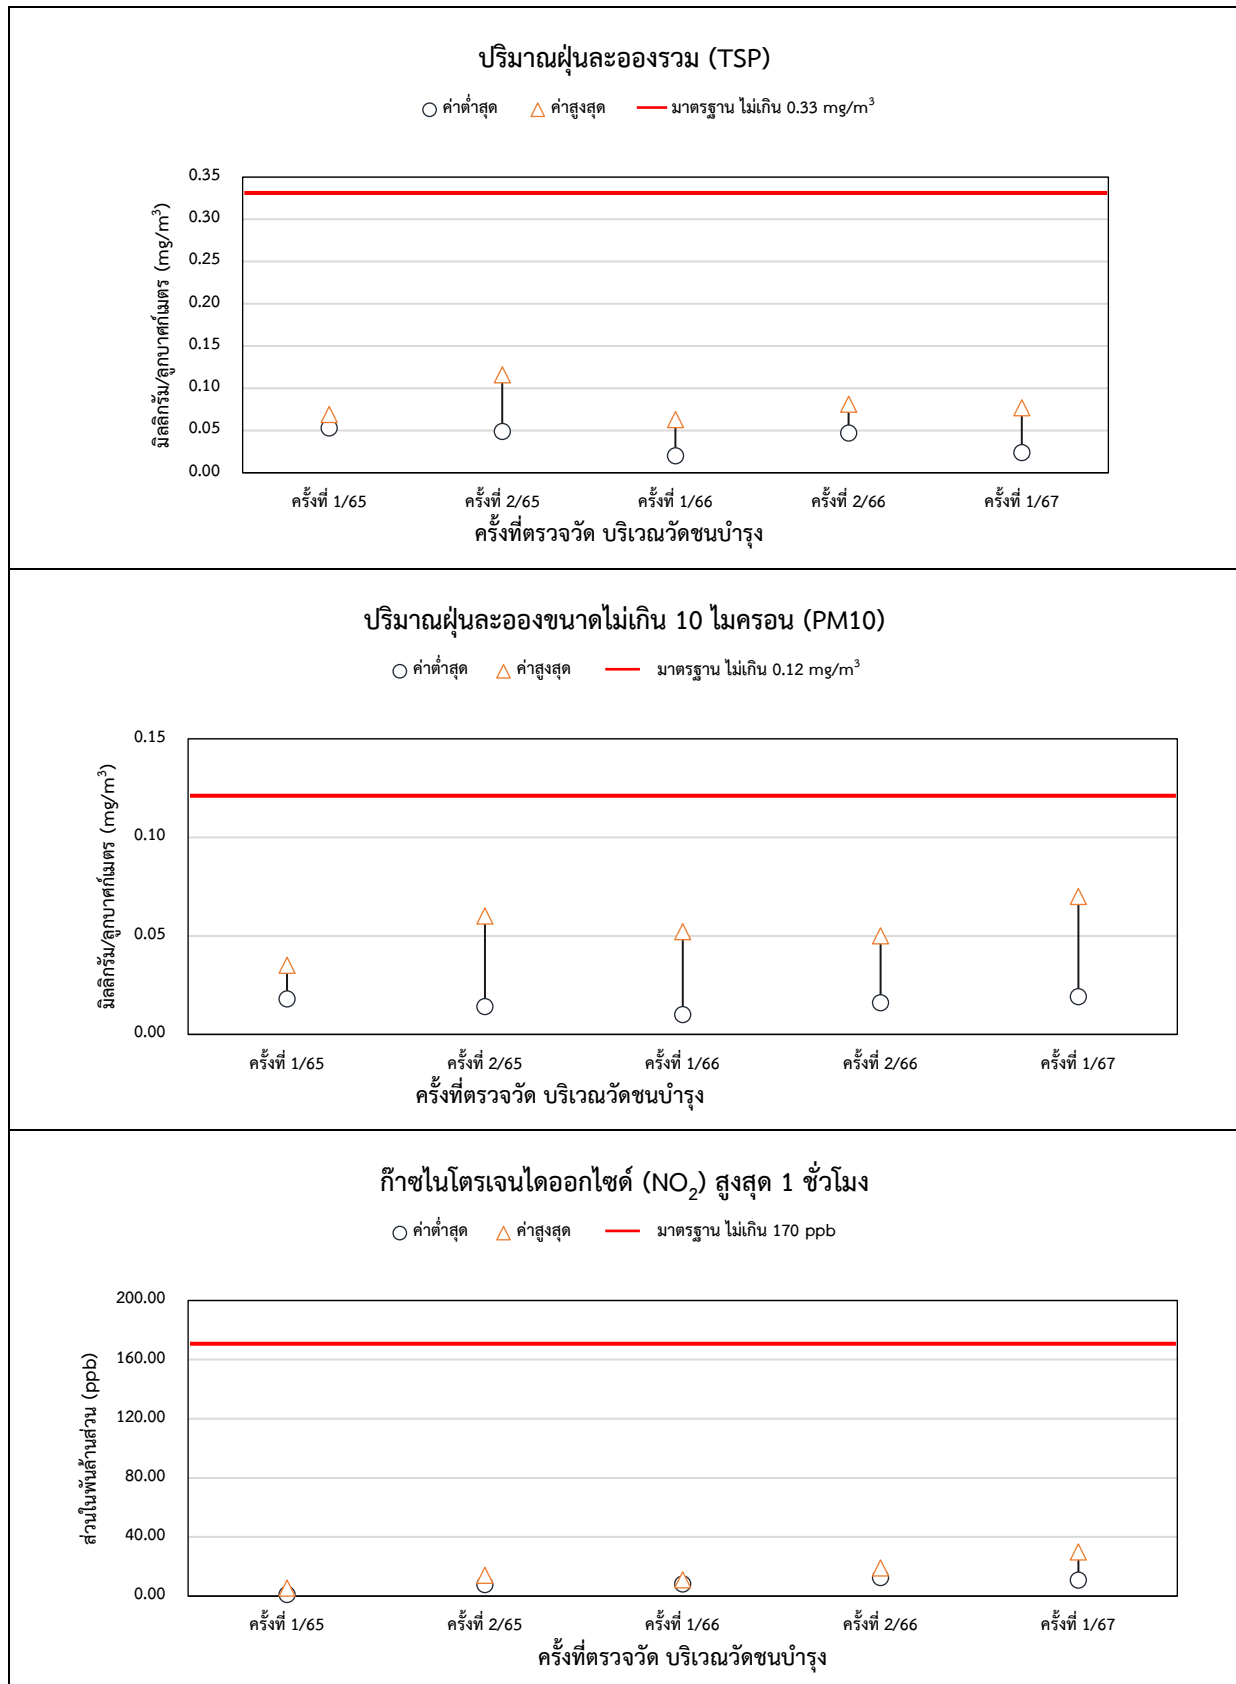 ปริมาณฝุ่นละอองรวม (TSP)
ค่าต่ำสุด ค่าสูงสุด มาตรฐาน ไม่เกิน 0.33 mg/m³
มิลลิกรัม/ลูกบาศก์เมตร (mg/m³)
0.35
0.30
0.25
0.20
0.15
0.10
0.05
0.00
ครั้งที่ 1/65 ครั้งที่ 2/65 ครั้งที่ 1/66 ครั้งที่ 2/66 ครั้งที่ 1/67
ครั้งที่ตรวจวัด บริเวณวัดชนบำรุง
ปริมาณฝุ่นละอองขนาดไม่เกิน 10 ไมครอน (PM10)
ค่าต่ำสุด ค่าสูงสุด มาตรฐาน ไม่เกิน 0.12 mg/m³
มิลลิกรัม/ลูกบาศก์เมตร (mg/m³)
0.15
0.10
0.05
0.00
ครั้งที่ 1/65 ครั้งที่ 2/65 ครั้งที่ 1/66 ครั้งที่ 2/66 ครั้งที่ 1/67
ครั้งที่ตรวจวัด บริเวณวัดชนบำรุง
ก๊าซไนโตรเจนไดออกไซด์ (NO₂) สูงสุด 1 ชั่วโมง
ค่าต่ำสุด ค่าสูงสุด มาตรฐาน ไม่เกิน 170 ppb
ส่วนในพันล้านส่วน (ppb)
200.00
160.00
120.00
80.00
40.00
0.00
ครั้งที่ 1/65 ครั้งที่ 2/65 ครั้งที่ 1/66 ครั้งที่ 2/66 ครั้งที่ 1/67
ครั้งที่ตรวจวัด บริเวณวัดชนบำรุง